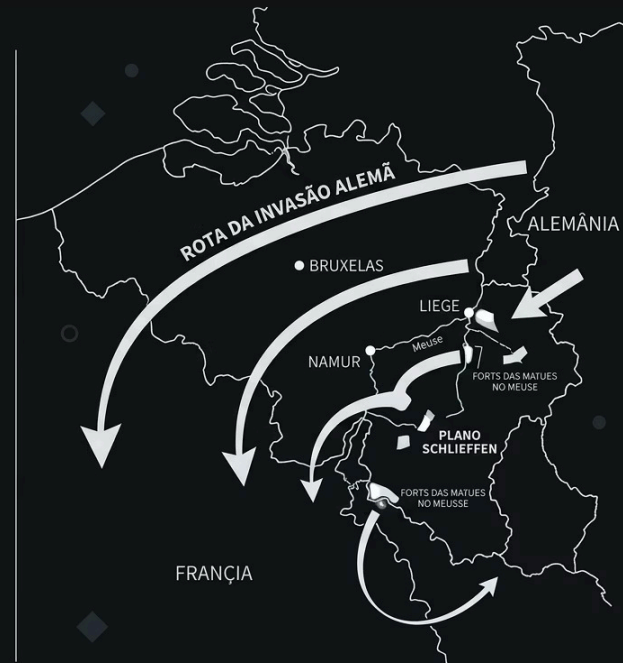 ROTA DA INVASÃO ALEMÃ
ALEMÂNIA
BRUXELAS
LIEGE
Meuse
NAMUR
FORTS DAS MATUES
NO MEUSE
PLANO
SCHLIEFFEN
FORTS DAS MATUES
NO MEUSSE
FRANÇIA